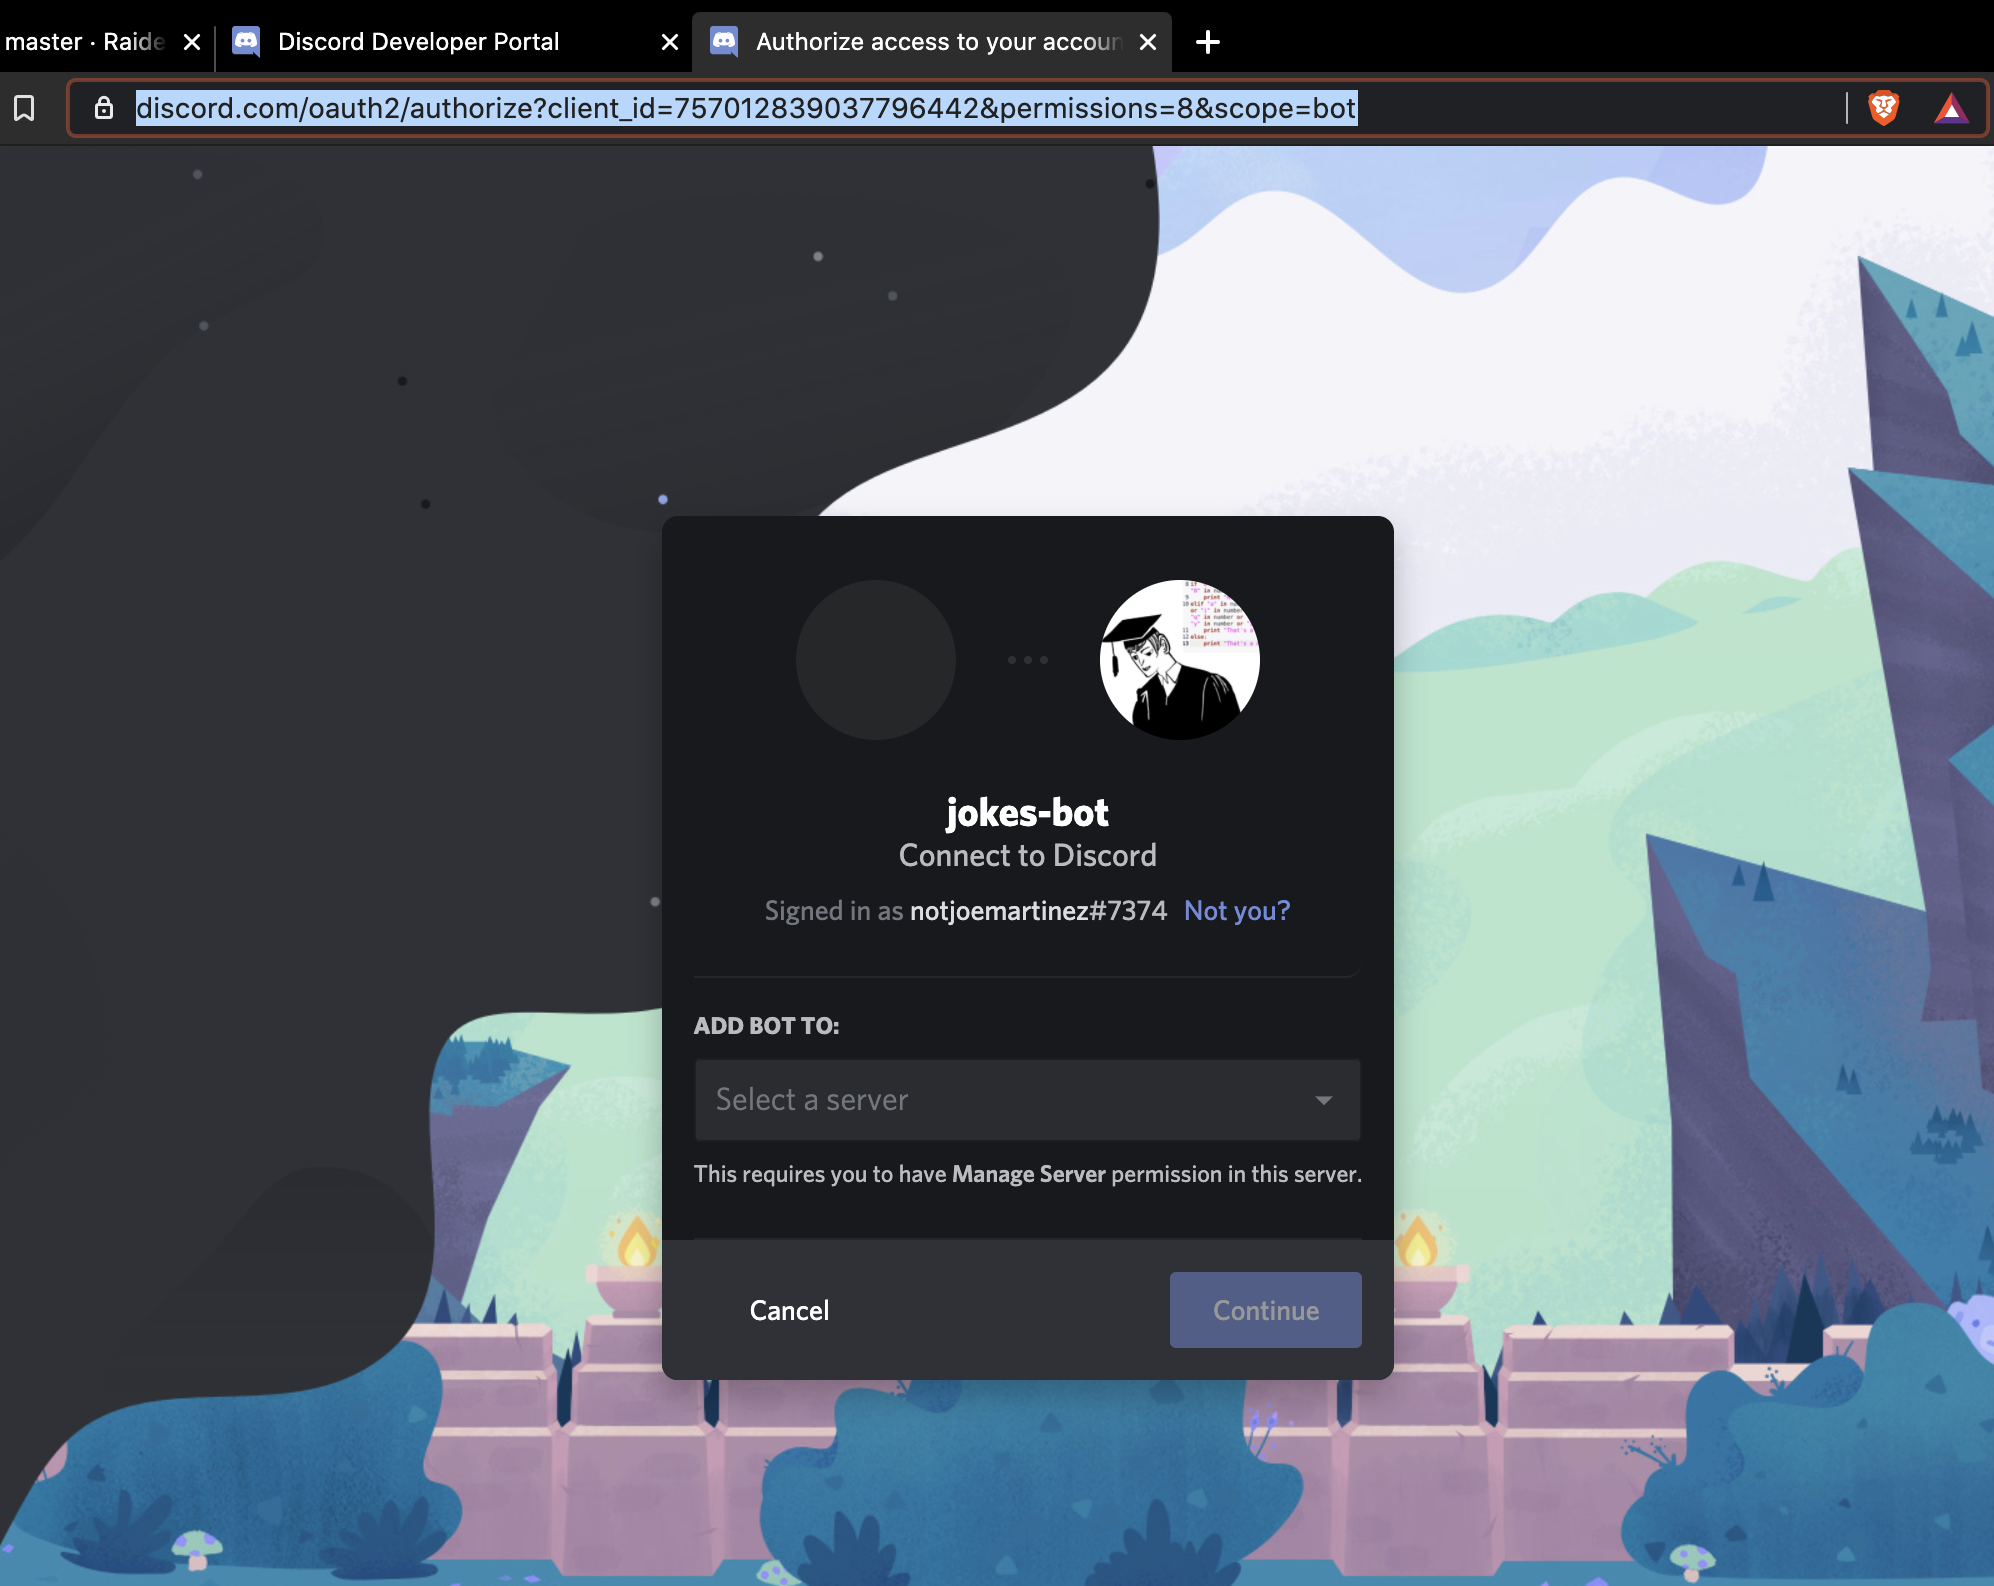 master · Raide
Discord Developer Portal
Authorize access to your accoun
discord.com/oauth2/authorize?client_id=757012839037796442&permissions=8&scope=bot
jokes-bot
Connect to Discord
Signed in as notjoemartinez#7374 Not you?
ADD BOT TO:
Select a server
This requires you to have Manage Server permission in this server.
Cancel
Continue